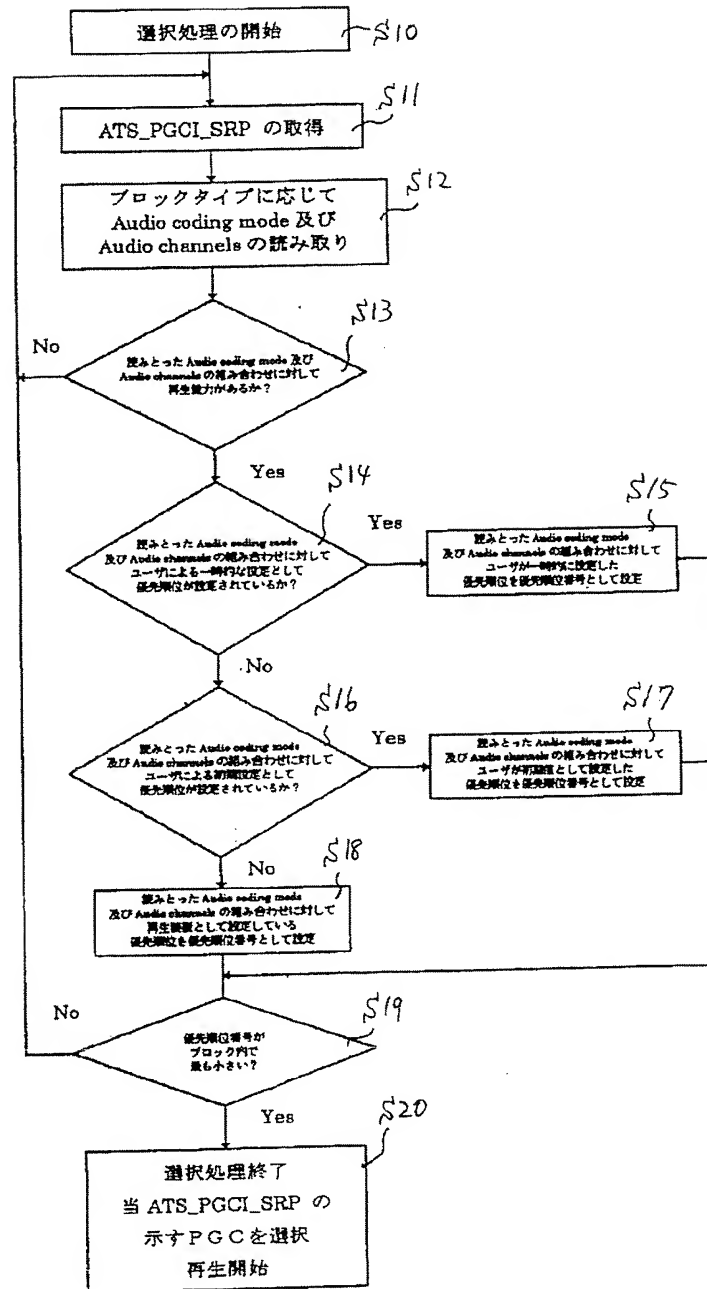 選択処理の開始
S10
S11
ATS_PGCI_SRP の取得
S12
ブロックタイプに応じて
Audio coding mode 及び
Audio channels の読み取り
S13
No
読みとった Audio coding mode 及び
Audio channels の組み合わせに対して
再生能力があるか?
Yes
S14
読みとった Audio coding mode
及び Audio channels の組み合わせに対して
ユーザによる一時的な設定として
優先順位が設定されているか?
Yes
S15
読みとった Audio coding mode
及び Audio channels の組み合わせに対して
ユーザが一時的に設定した
優先順位を優先順位番号として設定
No
S16
読みとった Audio coding mode
及び Audio channels の組み合わせに対して
ユーザによる初期設定として
優先順位が設定されているか?
Yes
S17
読みとった Audio coding mode
及び Audio channels の組み合わせに対して
ユーザが初期値として設定した
優先順位を優先順位番号として設定
No
S18
読みとった Audio coding mode
及び Audio channels の組み合わせに対して
再生装置として設定している
優先順位を優先順位番号として設定
No
S19
優先順位番号が
ブロック内で
最も小さい?
Yes
S20
選択処理終了
当 ATS_PGCI_SRP の
示すPGCを選択
再生開始